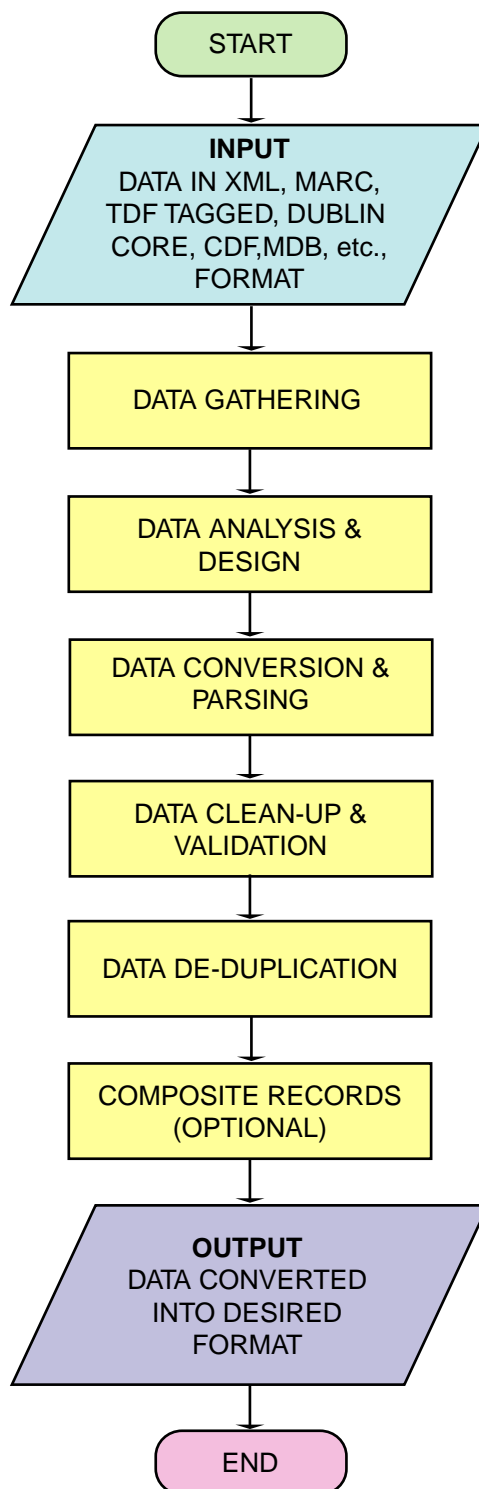 START
INPUT
DATA IN XML, MARC,
TDF TAGGED, DUBLIN
CORE, CDF,MDB, etc.,
FORMAT
DATA GATHERING
DATA ANALYSIS &
DESIGN
DATA CONVERSION &
PARSING
DATA CLEAN-UP &
VALIDATION
DATA DE-DUPLICATION
COMPOSITE RECORDS
(OPTIONAL)
OUTPUT
DATA CONVERTED
INTO DESIRED
FORMAT
END